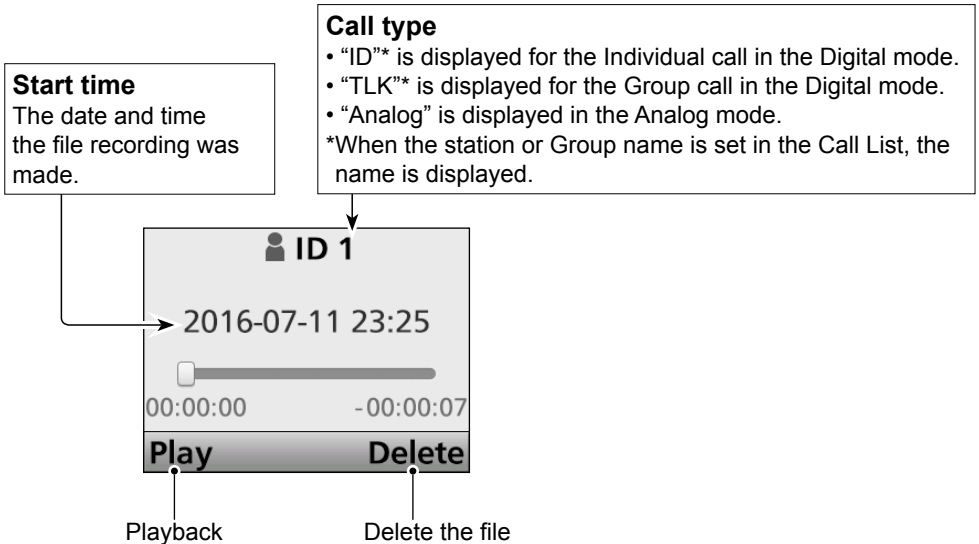 Call type
• “ID”* is displayed for the Individual call in the Digital mode.
• “TLK”* is displayed for the Group call in the Digital mode.
• “Analog” is displayed in the Analog mode.
*When the station or Group name is set in the Call List, the
name is displayed.
Start time
The date and time
the file recording was
made.
ID 1
2016-07-11 23:25
00:00:00 -00:00:07
Play Delete
Playback Delete the file